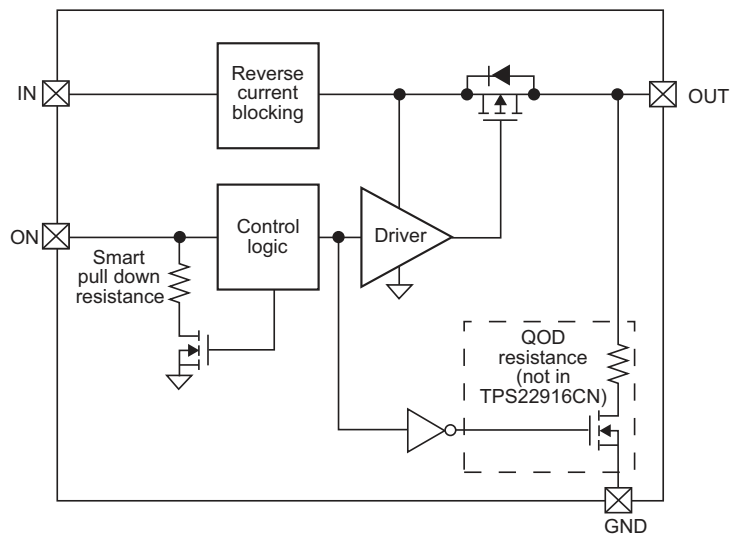 Reverse
current
blocking
IN
OUT
ON
Control
logic
Driver
Smart
pull down
resistance
QOD
resistance
(not in
TPS22916CN)
GND